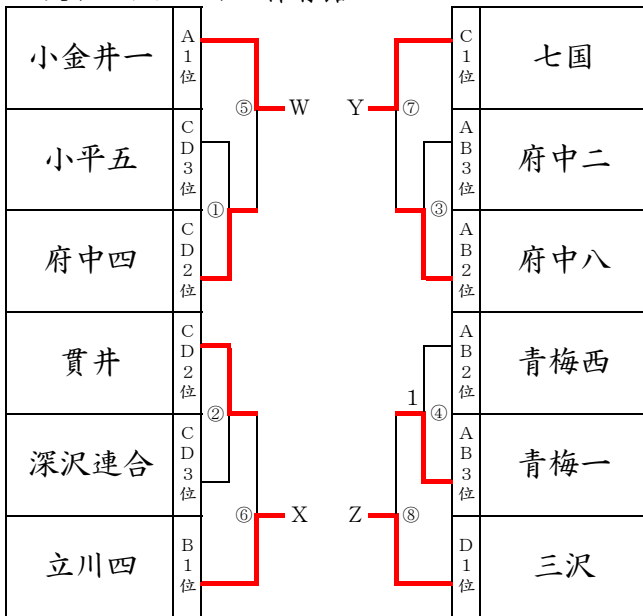 小金井一 A1位
小平五 CD3位
府中四 CD2位
貫井 CD2位
深沢連合 CD3位
立川四 B1位
⑤ W
①
②
⑥ X
Y ⑦
③
1 ④
Z ⑧
C1位 七国
AB3位 府中二
AB2位 府中八
AB2位 青梅西
AB3位 青梅一
D1位 三沢